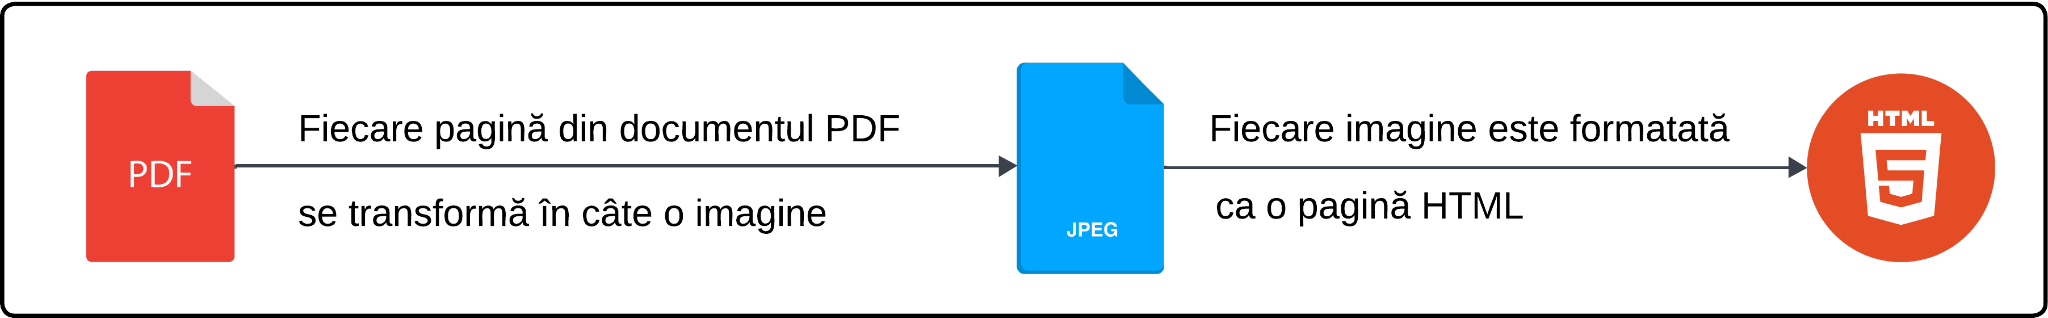 PDF
Fiecare pagină din documentul PDF
se transformă în câte o imagine
JPEG
Fiecare imagine este formatată
ca o pagină HTML
HTML
5